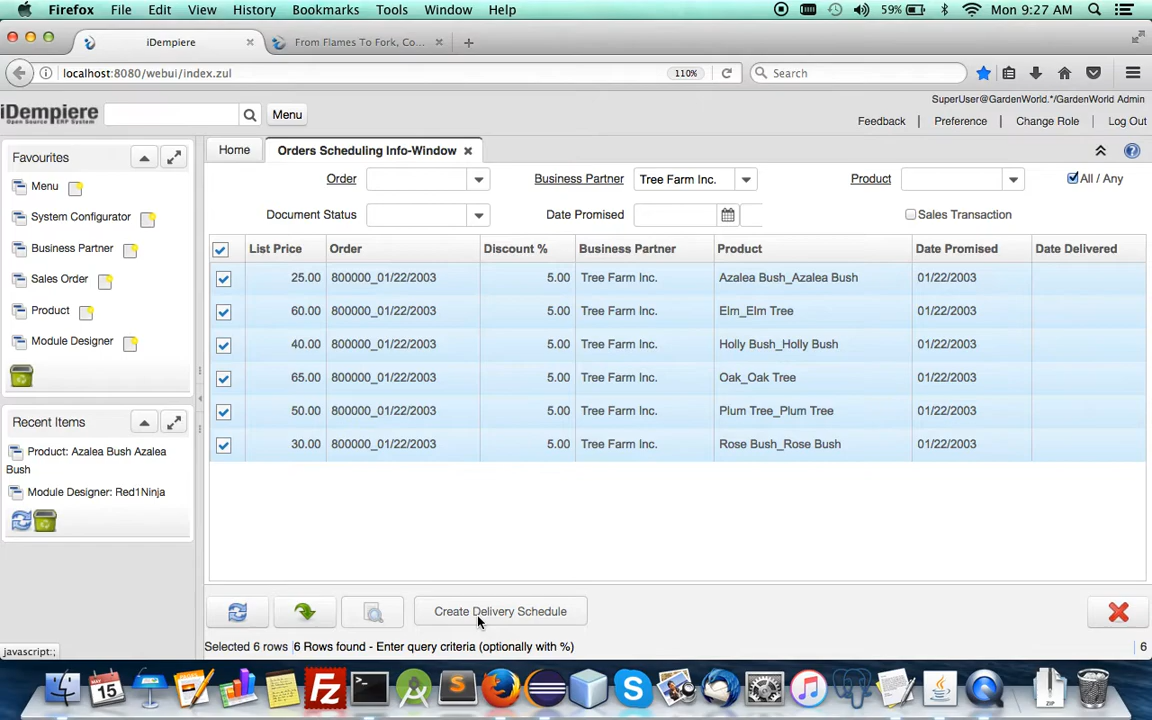 Firefox File Edit View History Bookmarks Tools Window Help 59% Mon 9:27 AM
iDempiere From Flames To Fork, Co...
localhost:8080/webui/index.zul 110% Search
SuperUser@GardenWorld.*/GardenWorld Admin
iDempiere Menu
Open Source ERP System
Feedback Preference Change Role Log Out
Favourites
Menu
System Configurator
Business Partner
Sales Order
Product
Module Designer
Recent Items
Product: Azalea Bush Azalea
Bush
Module Designer: Red1Ninja
Home Orders Scheduling Info-Window
Order Business Partner Tree Farm Inc. Product All / Any
Document Status Date Promised Sales Transaction
List Price Order Discount % Business Partner Product Date Promised Date Delivered
25.00 800000_01/22/2003 5.00 Tree Farm Inc. Azalea Bush_Azalea Bush 01/22/2003
60.00 800000_01/22/2003 5.00 Tree Farm Inc. Elm_Elm Tree 01/22/2003
40.00 800000_01/22/2003 5.00 Tree Farm Inc. Holly Bush_Holly Bush 01/22/2003
65.00 800000_01/22/2003 5.00 Tree Farm Inc. Oak_Oak Tree 01/22/2003
50.00 800000_01/22/2003 5.00 Tree Farm Inc. Plum Tree_Plum Tree 01/22/2003
30.00 800000_01/22/2003 5.00 Tree Farm Inc. Rose Bush_Rose Bush 01/22/2003
Create Delivery Schedule
Selected 6 rows 6 Rows found - Enter query criteria (optionally with %) 6
javascript:;
MAY
15
ZIP